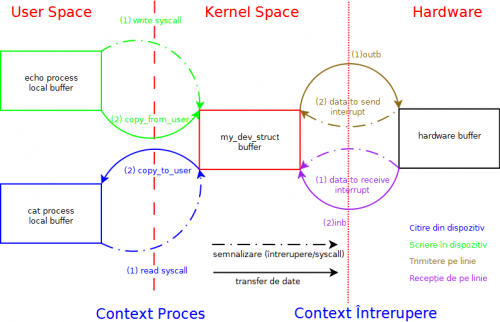 User Space
Kernel Space
Hardware
(1) write syscall
(1)outb
echo process
local buffer
(2) data to send
interrupt
(2) copy_from_user
my_dev_struct
buffer
hardware buffer
(2) copy_to_user
(1) data to receive
interrupt
cat process
local buffer
(2)inb
Citire din dispozitiv
Scriere în dispozitiv
Trimitere pe linie
Recepție de pe linie
semnalizare (întrerupere/syscall)
(1) read syscall
transfer de date
Context Proces
Context Întrerupere